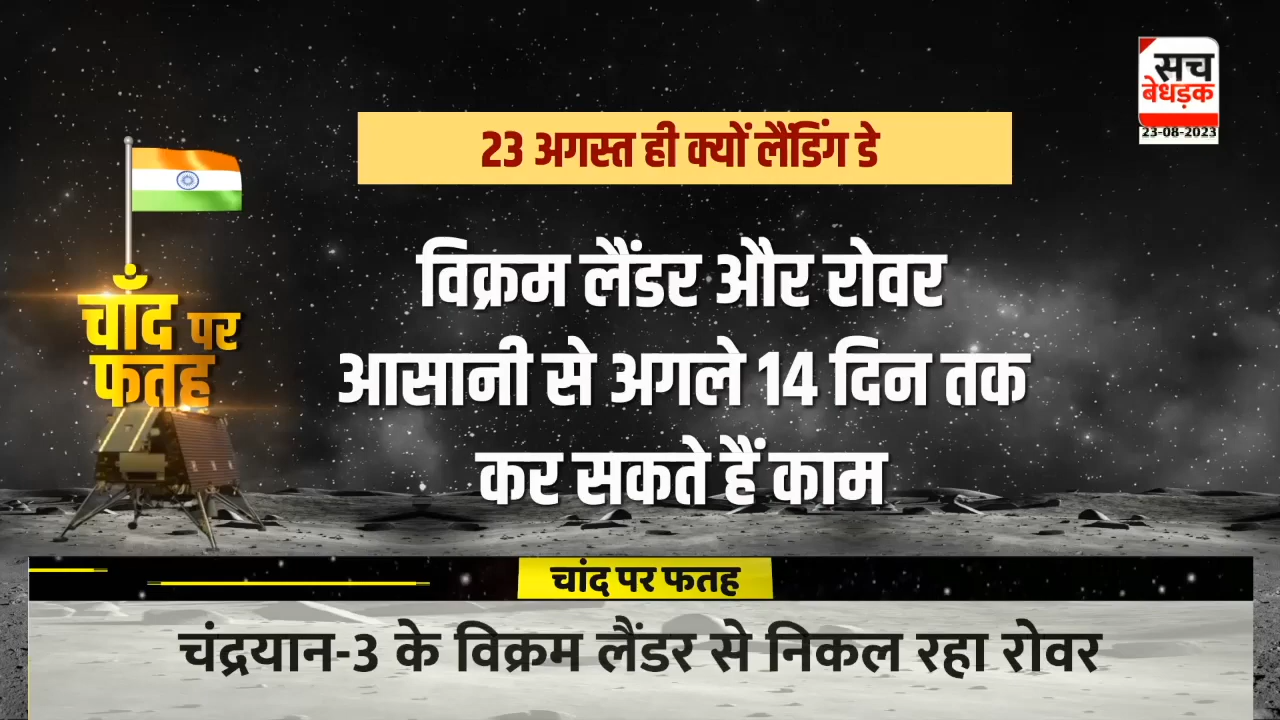 सच
बेधड़क
23-08-2023
23 अगस्त ही क्यों लैंडिंग डे
चाँद पर
फतह
विक्रम लैंडर और रोवर
आसानी से अगले 14 दिन तक
कर सकते हैं काम
चांद पर फतह
चंद्रयान-3 के विक्रम लैंडर से निकल रहा रोवर